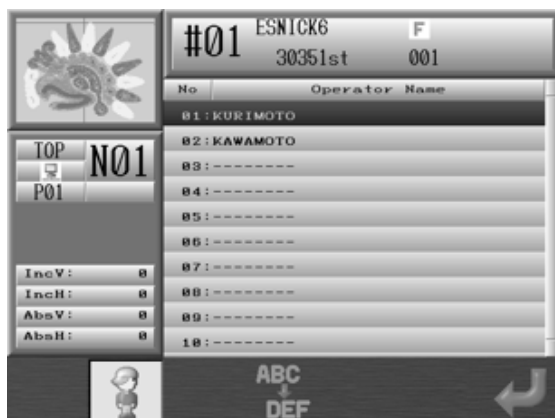 #01 ESNICK6 F
30351st 001
No Operator Name
01:KURIMOTO
02:KAWAMOTO
03:--------
04:--------
05:--------
06:--------
07:--------
08:--------
09:--------
10:--------
TOP N01
P01
IncV: 0
IncH: 0
AbsV: 0
AbsH: 0
ABC
DEF